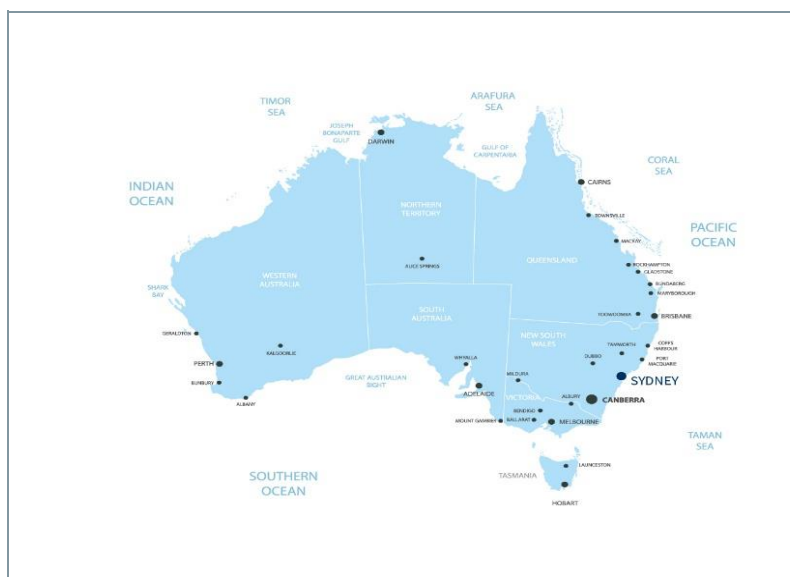 TIMOR
SEA
ARAFURA
SEA
JOSEPH
BONAPARTE
GULF
DARWIN
GULF OF
CARPENTARIA
CORAL
SEA
INDIAN
OCEAN
CAIRNS
NORTHERN
TERRITORY
TOWNSVILLE
PACIFIC
OCEAN
MACKAY
ALICE SPRINGS
QUEENSLAND
ROCKHAMPTON
GLADSTONE
WESTERN
AUSTRALIA
SHARK
BAY
BUNDABERG
MARYBOROUGH
SOUTH
AUSTRALIA
BRISBANE
GERALDTON
KALGOORLIE
NEW SOUTH
WALES
TAMWORTH
COFFS
HARBOUR
DUBBO
PORT
MACQUARIE
PERTH
WHYALLA
BUNBURY
GREAT AUSTRALIAN
BIGHT
MILDURA
SYDNEY
ADELAIDE
ALBANY
VICTORIA
ALBURY
CANBERRA
BENDIGO
MOUNT GAMBIER
BALLARAT
MELBOURNE
TAMAN
SEA
SOUTHERN
OCEAN
TASMANIA
LAUNCESTON
HOBART